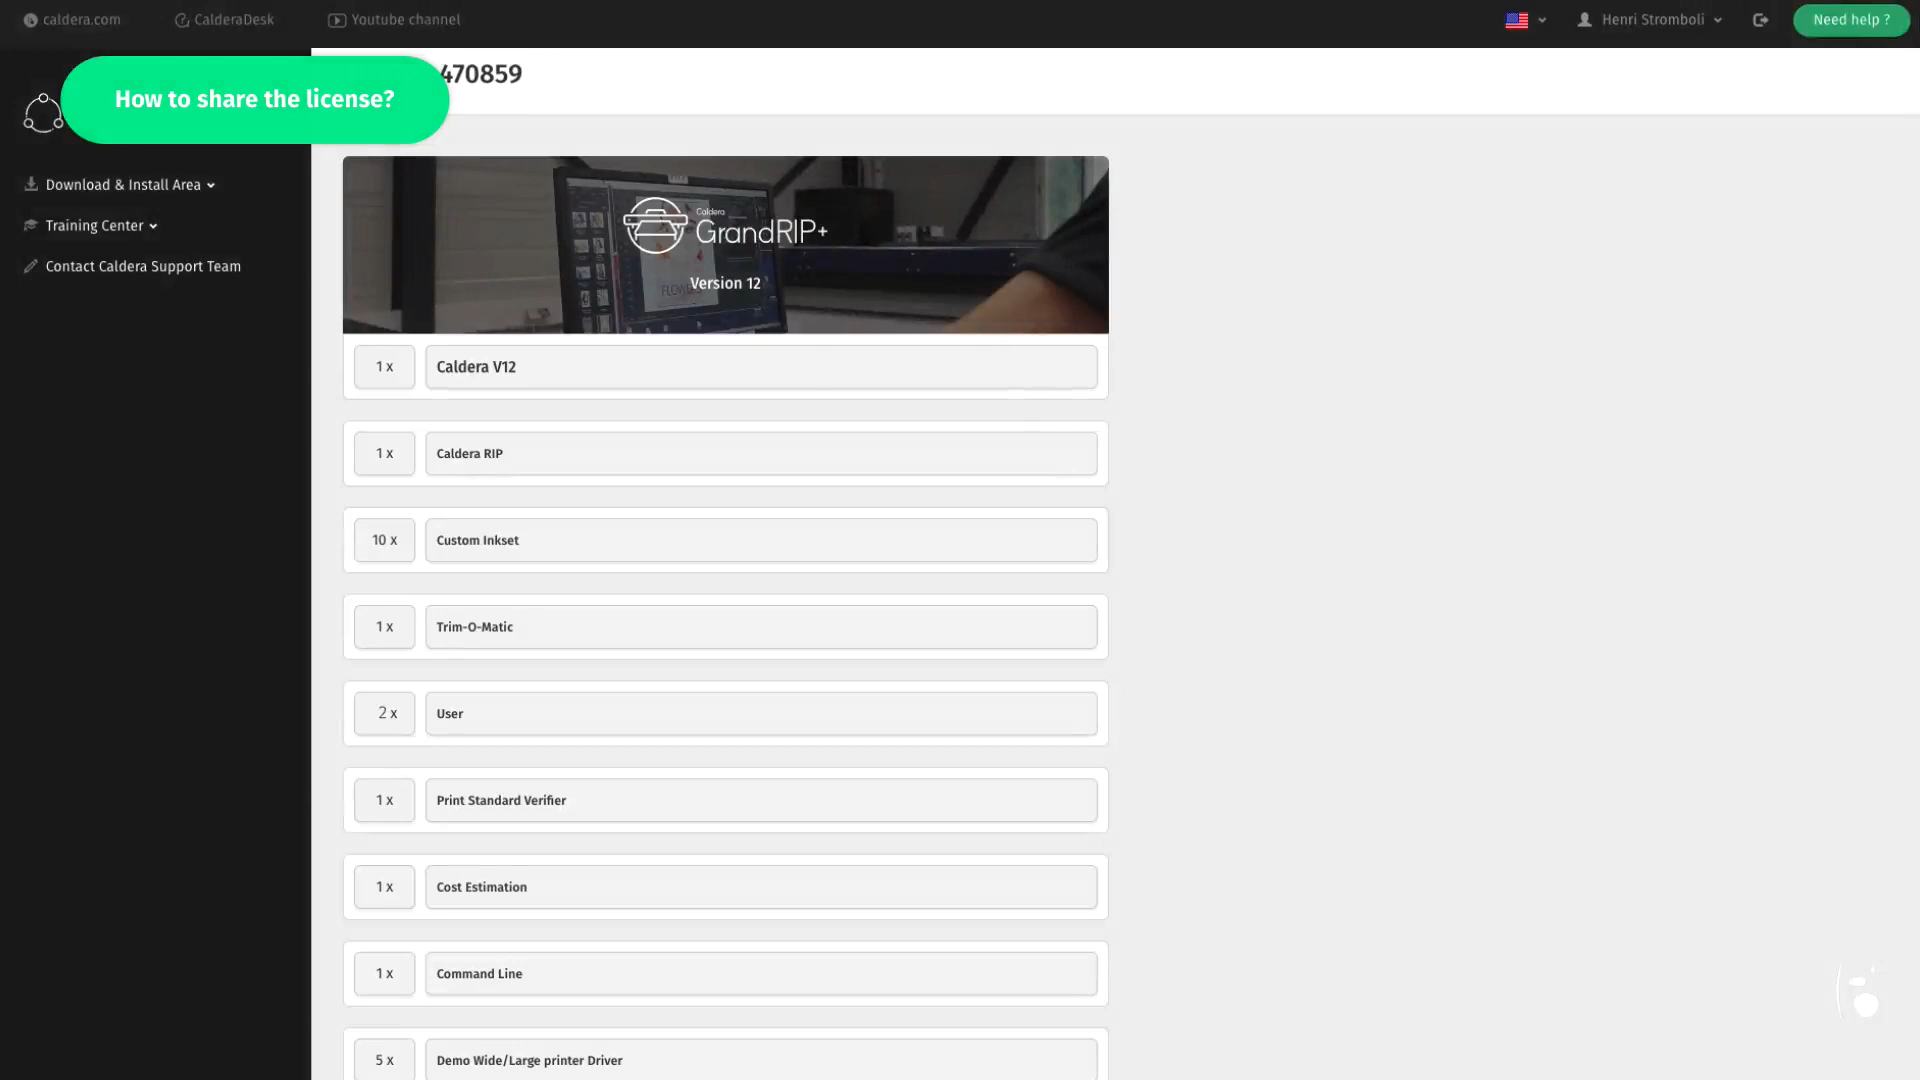 caldera.com
CalderaDesk
Youtube channel
Henri Stromboli
Need help ?
How to share the license?
470859
Download & Install Area
Training Center
Contact Caldera Support Team
Caldera
GrandRIP+
Version 12
FLOWERS
1 x Caldera V12
1 x Caldera RIP
10 x Custom Inkset
1 x Trim-O-Matic
2 x User
1 x Print Standard Verifier
1 x Cost Estimation
1 x Command Line
5 x Demo Wide/Large printer Driver